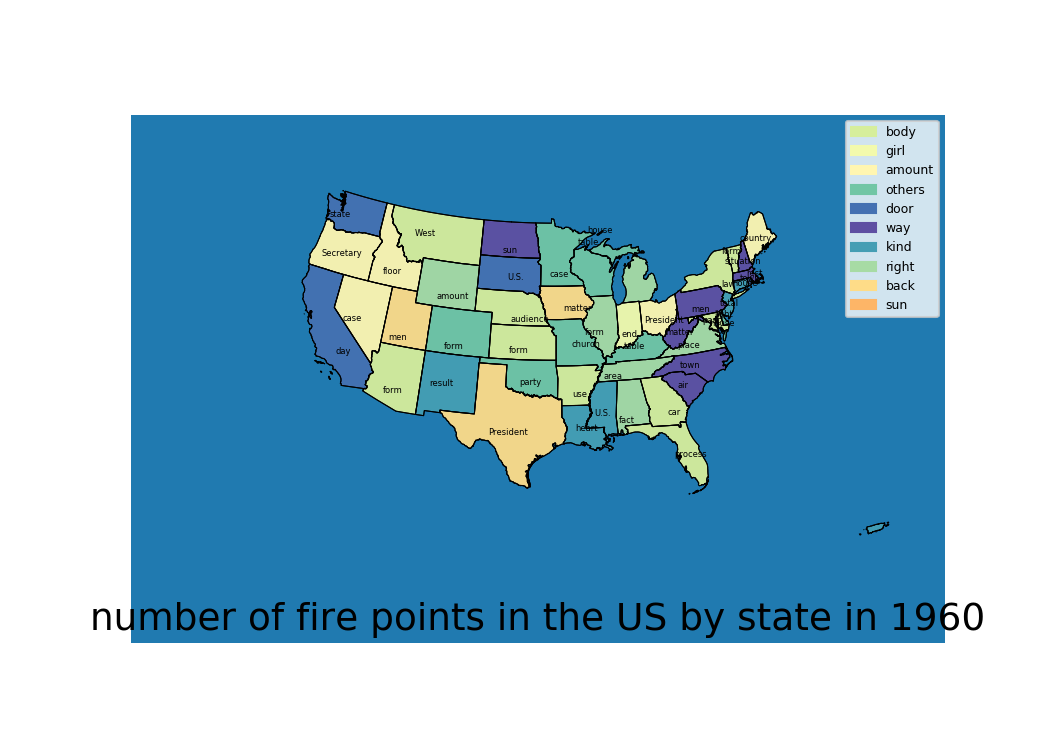 body
girl
amount
others
door
way
kind
right
back
sun
state
West
house
table
country
Secretary
sun
form
situation
floor
U.S.
case
amount
law
case
audience
matter
men
President
men
form
form
form
church
end
table
matter
place
day
form
result
party
area
town
use
air
U.S.
fact
car
President
heart
process
number of fire points in the US by state in 1960